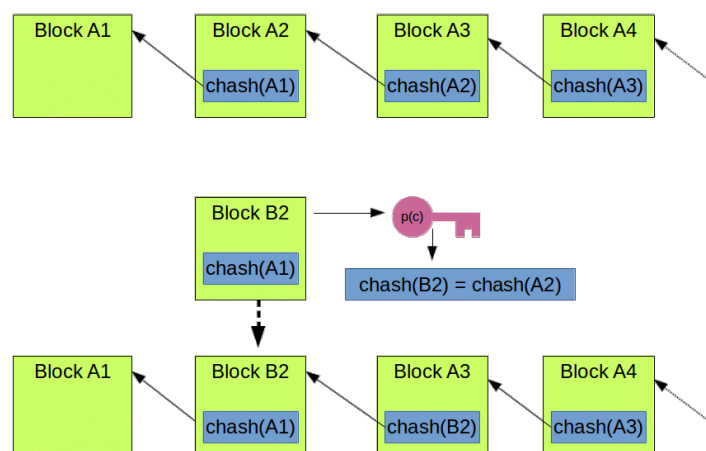 Block A1
Block A2
Block A3
Block A4
chash(A1)
chash(A2)
chash(A3)
Block B2
p(c)
chash(A1)
chash(B2) = chash(A2)
Block A1
Block B2
Block A3
Block A4
chash(A1)
chash(B2)
chash(A3)